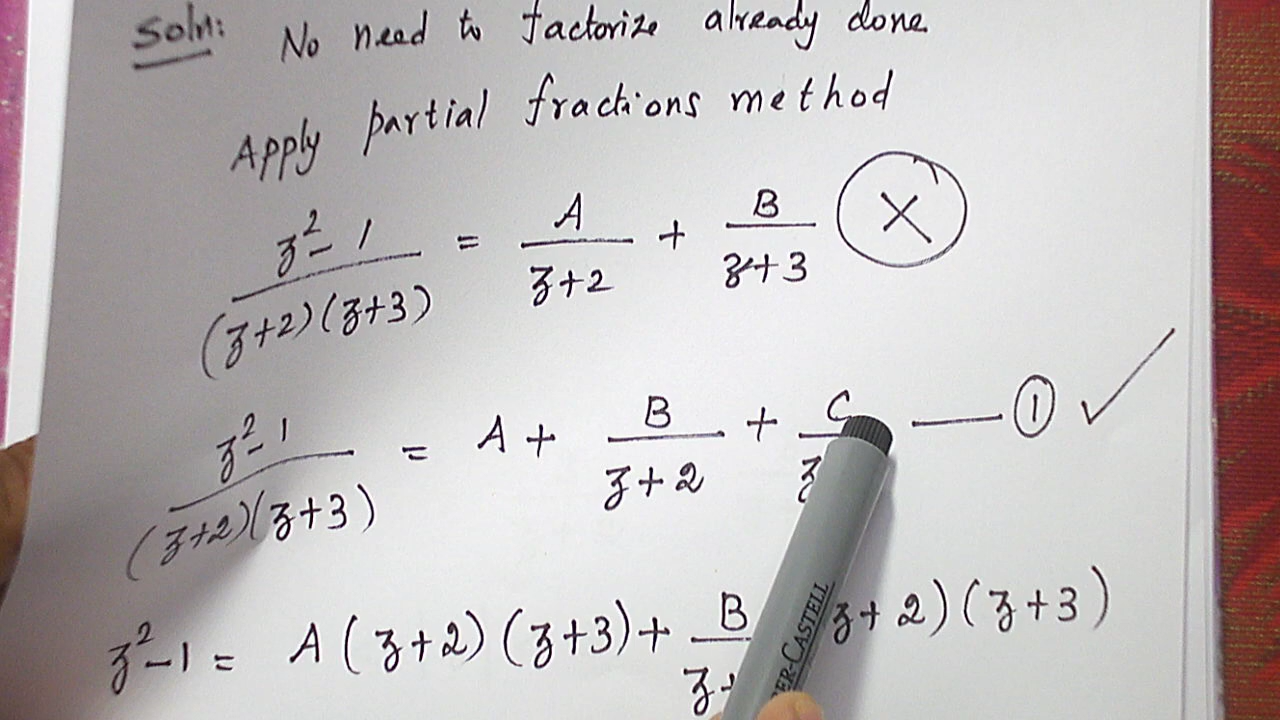 Soln: No need to factorize already done
Apply partial fractions method
z²-1 / (z+2)(z+3) = A / z+2 + B / z+3 X
z²-1 / (z+2)(z+3) = A + B / z+2 + C / z — ① ✓
z²-1 = A(z+2)(z+3) + B / z+ z+2)(z+3)
ER-CASTELL